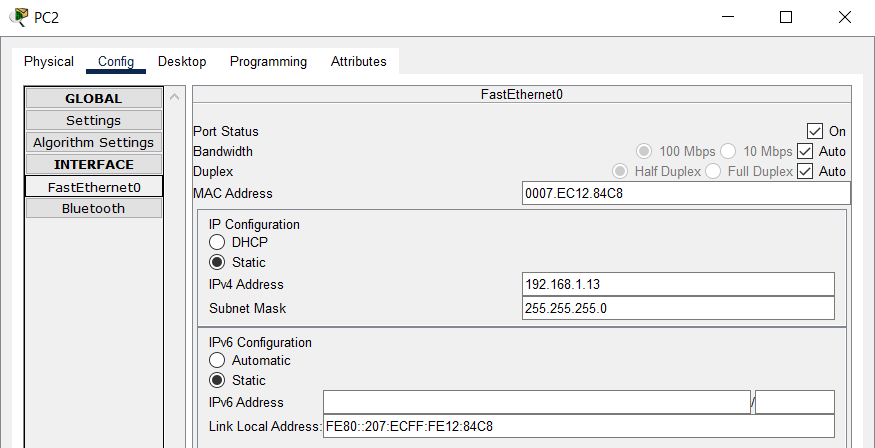 PC2
Physical Config Desktop Programming Attributes
GLOBAL
Settings
Algorithm Settings
INTERFACE
FastEthernet0
Bluetooth
FastEthernet0
Port Status On
Bandwidth 100 Mbps 10 Mbps Auto
Duplex Half Duplex Full Duplex Auto
MAC Address 0007.EC12.84C8
IP Configuration
DHCP
Static
IPv4 Address 192.168.1.13
Subnet Mask 255.255.255.0
IPv6 Configuration
Automatic
Static
IPv6 Address /
Link Local Address: FE80::207:ECFF:FE12:84C8